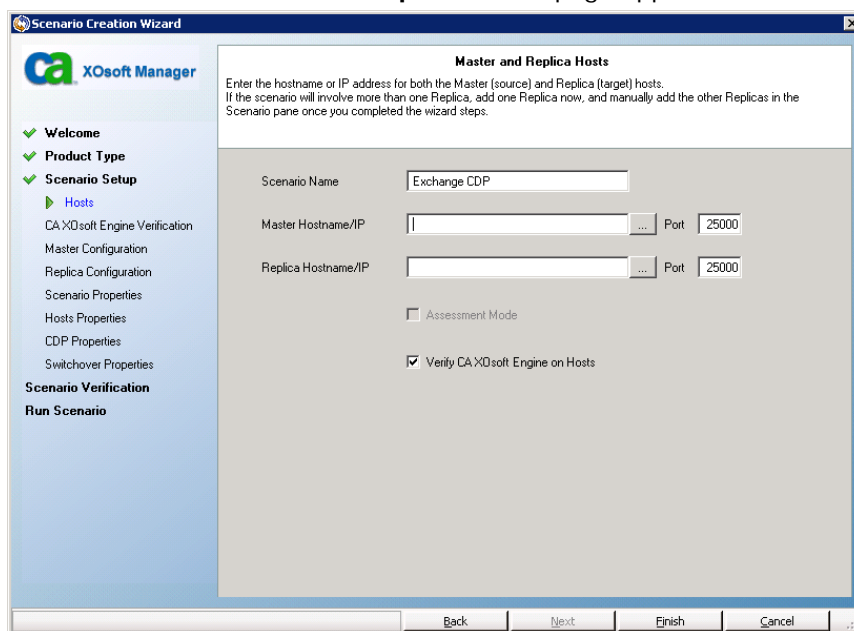 Scenario Creation Wizard
ca XOsoft Manager
Welcome
Product Type
Scenario Setup
Hosts
CA XOsoft Engine Verification
Master Configuration
Replica Configuration
Scenario Properties
Hosts Properties
CDP Properties
Switchover Properties
Scenario Verification
Run Scenario
Master and Replica Hosts
Enter the hostname or IP address for both the Master (source) and Replica (target) hosts.
If the scenario will involve more than one Replica, add one Replica now, and manually add the other Replicas in the
Scenario pane once you completed the wizard steps.
Scenario Name Exchange CDP
Master Hostname/IP ... Port 25000
Replica Hostname/IP ... Port 25000
Assessment Mode
Verify CA XOsoft Engine on Hosts
Back Next Finish Cancel